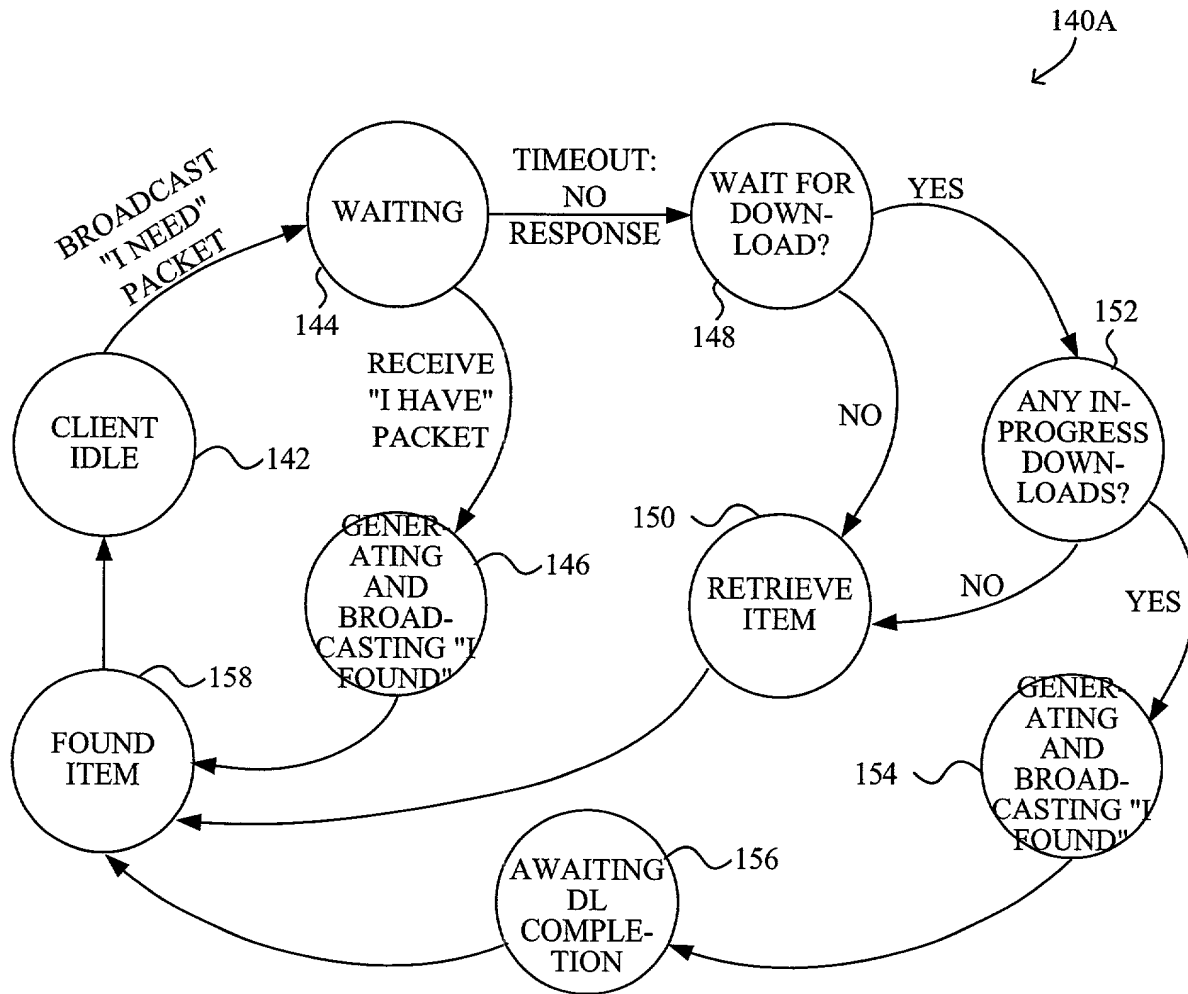 140A
BROADCAST
"I NEED"
PACKET
WAITING
144
TIMEOUT:
NO
RESPONSE
WAIT FOR
DOWN-
LOAD?
148
YES
152
ANY IN-
PROGRESS
DOWN-
LOADS?
RECEIVE
"I HAVE"
PACKET
NO
CLIENT
IDLE
142
150
RETRIEVE
ITEM
NO
YES
GENER-
ATING
AND
BROAD-
CASTING "I
FOUND"
146
158
FOUND
ITEM
GENER-
ATING
AND
BROAD-
CASTING "I
FOUND"
154
156
AWAITING
DL
COMPLE-
TION